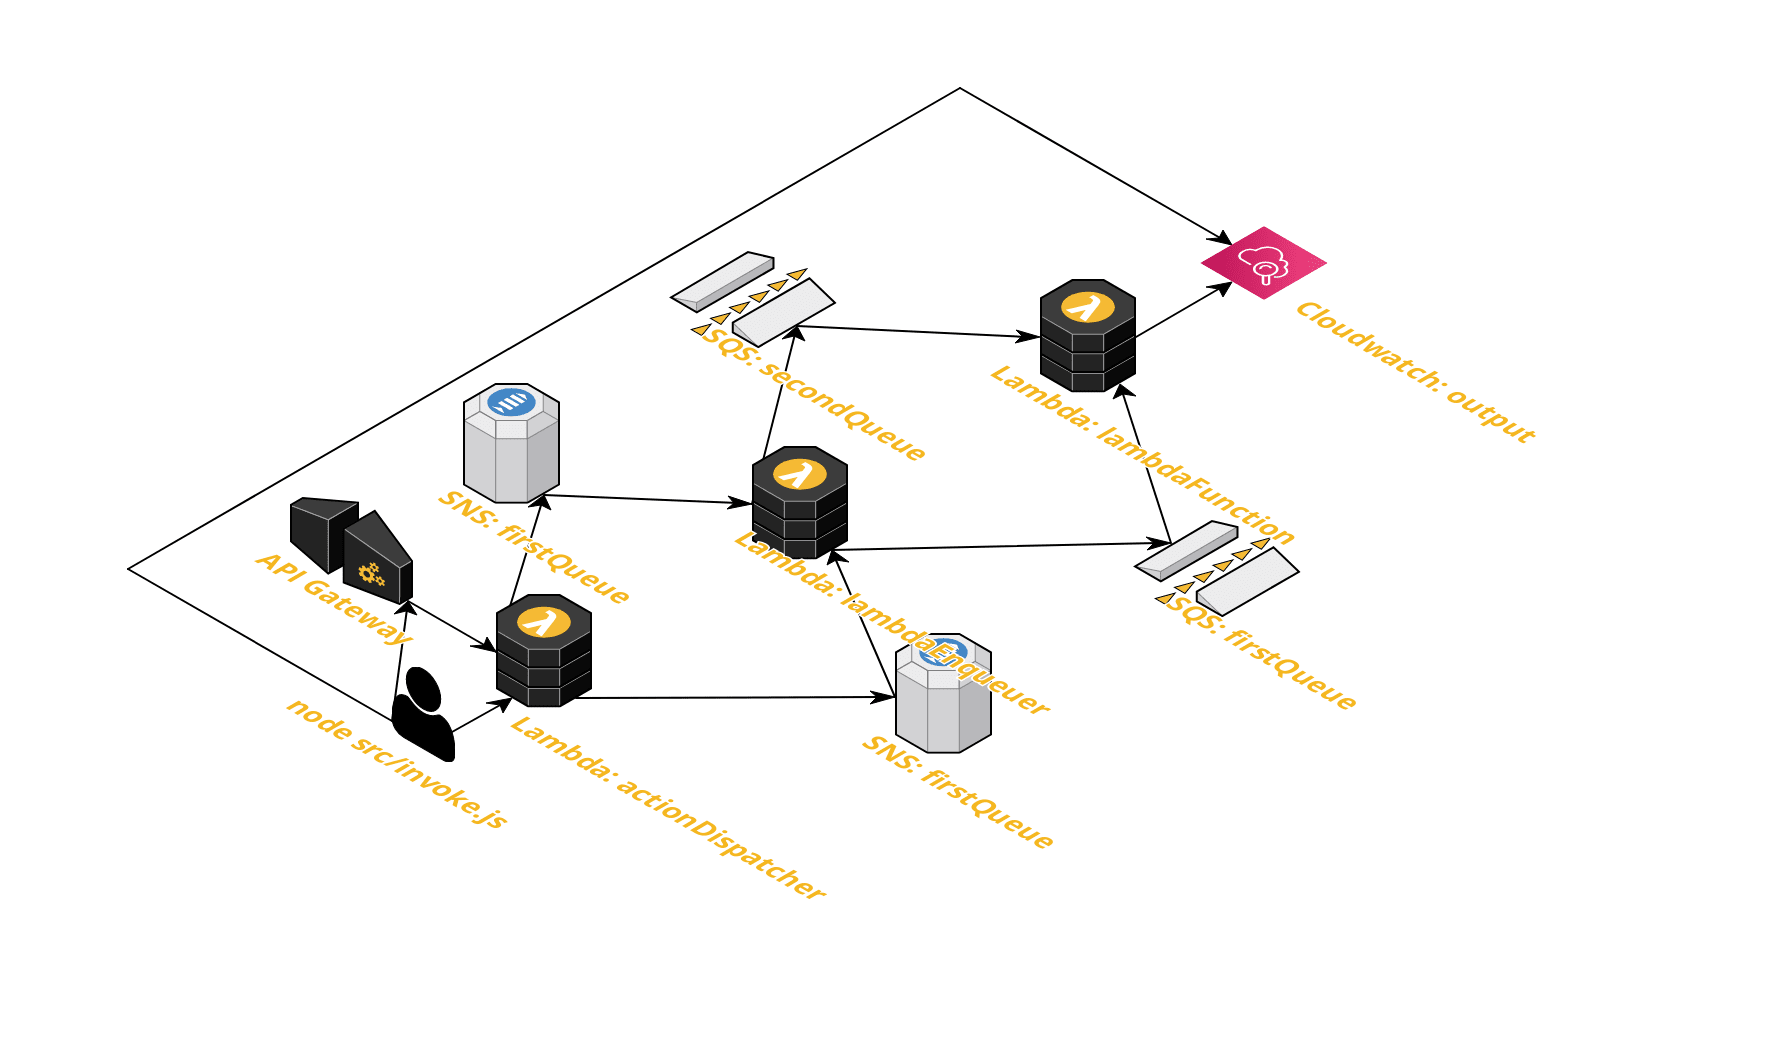 Cloudwatch: output
SQS: secondQueue
Lambda: lambdaFunction
SNS: firstQueue
Lambda: lambdaEnqueuer
API Gateway
SQS: firstQueue
node src/invoke.js
Lambda: actionDispatcher
SNS: firstQueue